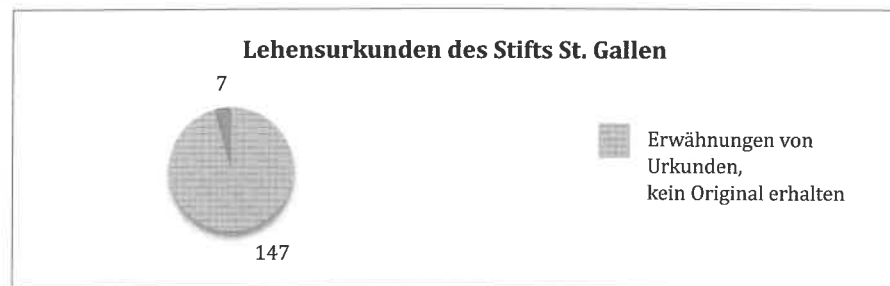 Lehensurkunden des Stifts St. Gallen
7
147
Erwähnungen von
Urkunden,
kein Original erhalten